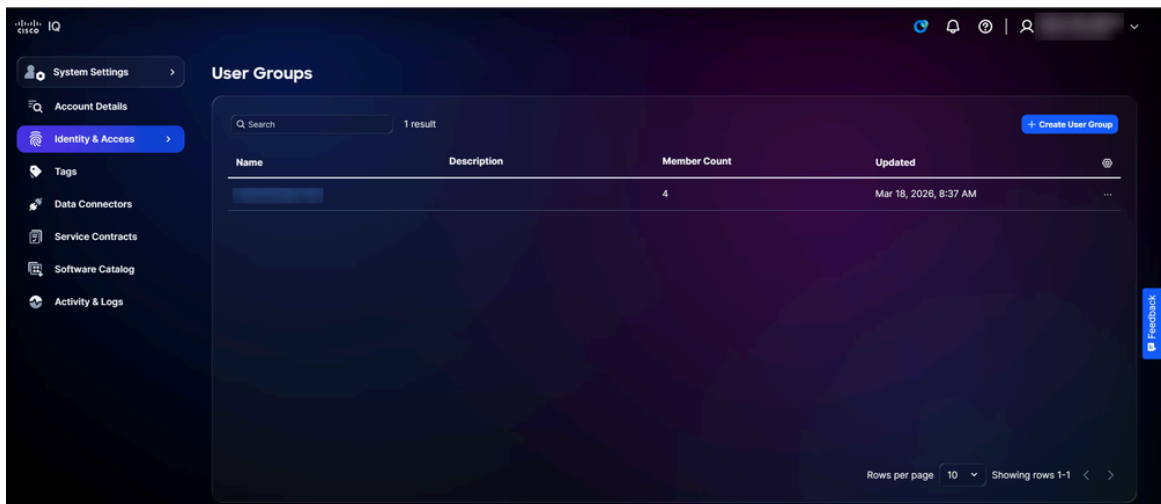 CISCO IQ
System Settings
Account Details
Identity & Access
Tags
Data Connectors
Service Contracts
Software Catalog
Activity & Logs
User Groups
Search
1 result
+ Create User Group
Name Description Member Count Updated
4 Mar 18, 2026, 8:37 AM ...
Rows per page 10 Showing rows 1-1
Feedback